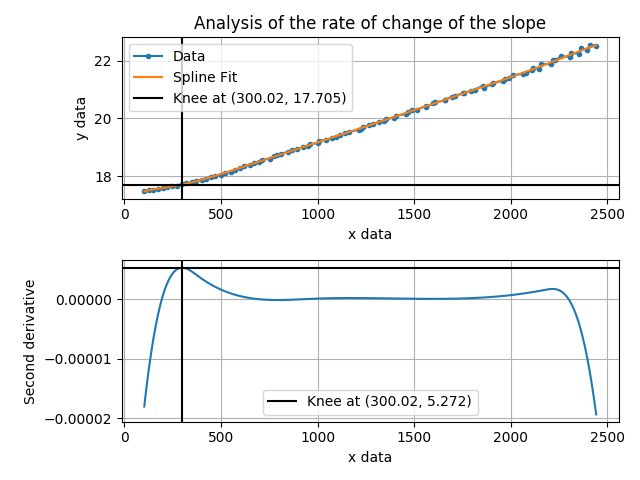 Analysis of the rate of change of the slope
Data
Spline Fit
Knee at (300.02, 17.705)
y data
22
20
18
0 500 1000 1500 2000 2500
x data
Second derivative
0.00000
−0.00001
−0.00002
Knee at (300.02, 5.272)
0 500 1000 1500 2000 2500
x data